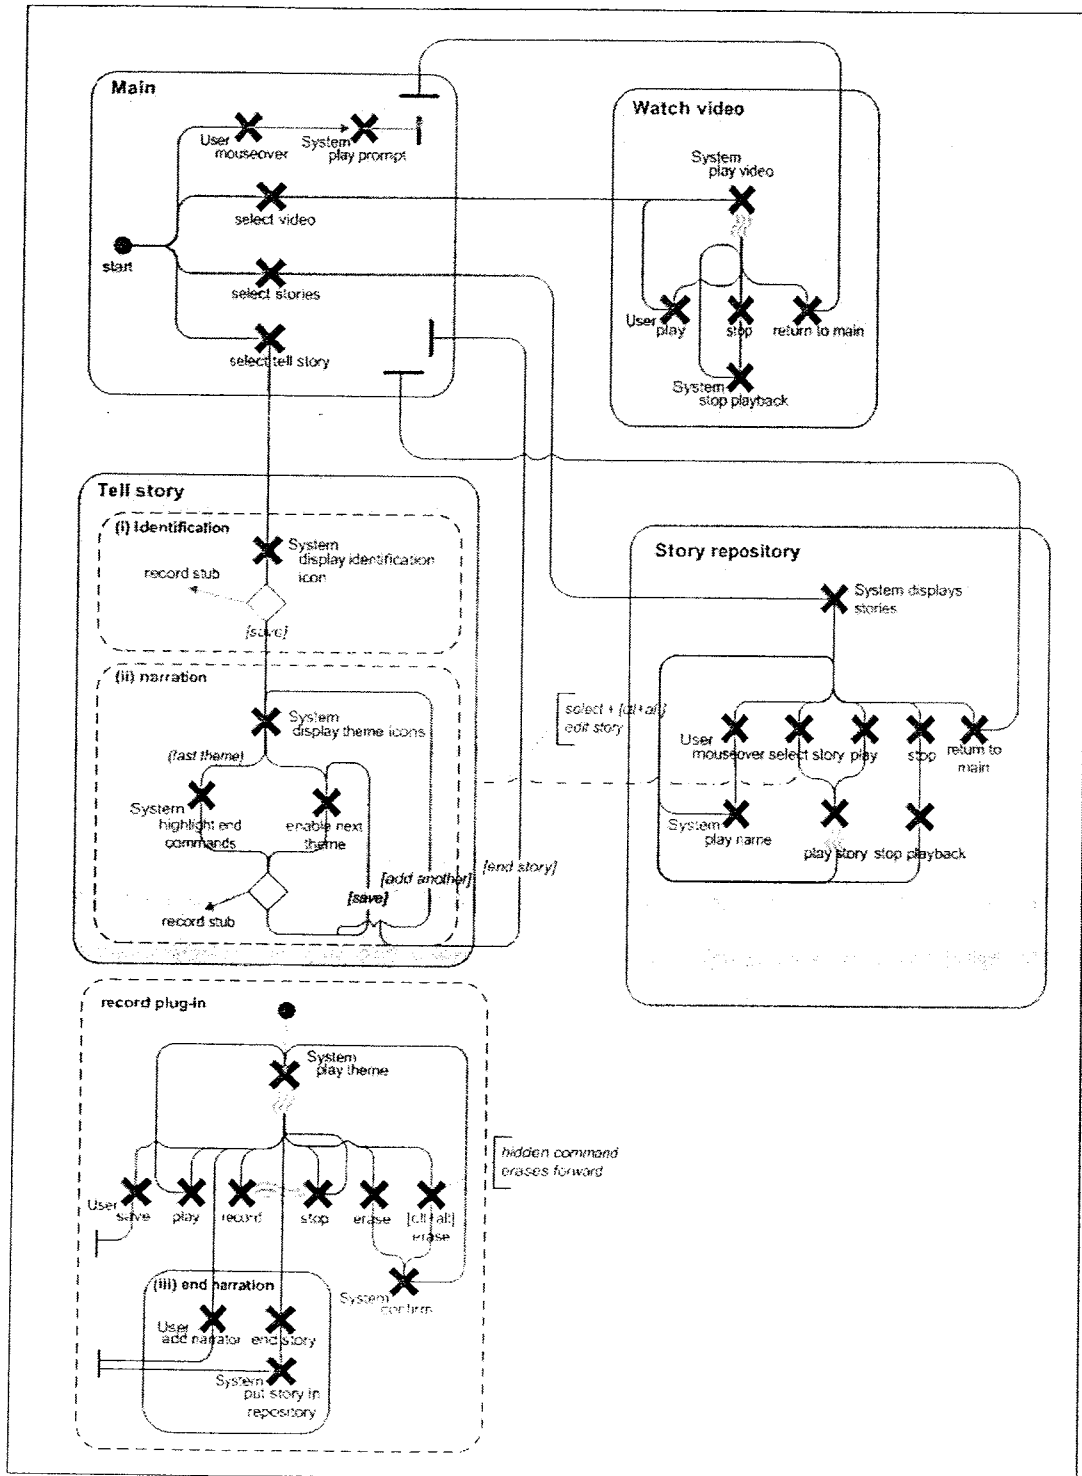 Main
User
mouseover
System
play prompt
select video
start
select stories
select tell story
Watch video
System
play video
User
play
stop
return to main
System
stop playback
Tell story
(i) Identification
System
display identification
icon
record stub
[save]
(ii) narration
System
display theme icons
(last theme)
System
highlight end
commands
enable next
theme
[save]
[add another]
[end story]
record stub
select + [ctl+alt]
edit story
Story repository
System displays
stories
User
mouseover
select story
play
stop
return to
main
System
play name
play story
stop playback
record plug-in
System
play theme
User
save
play
record
stop
erase
[ctl+alt]
erase
hidden command
erases forward
System
confirm
(iii) end narration
User
add narrator
end story
System
put story in
repository